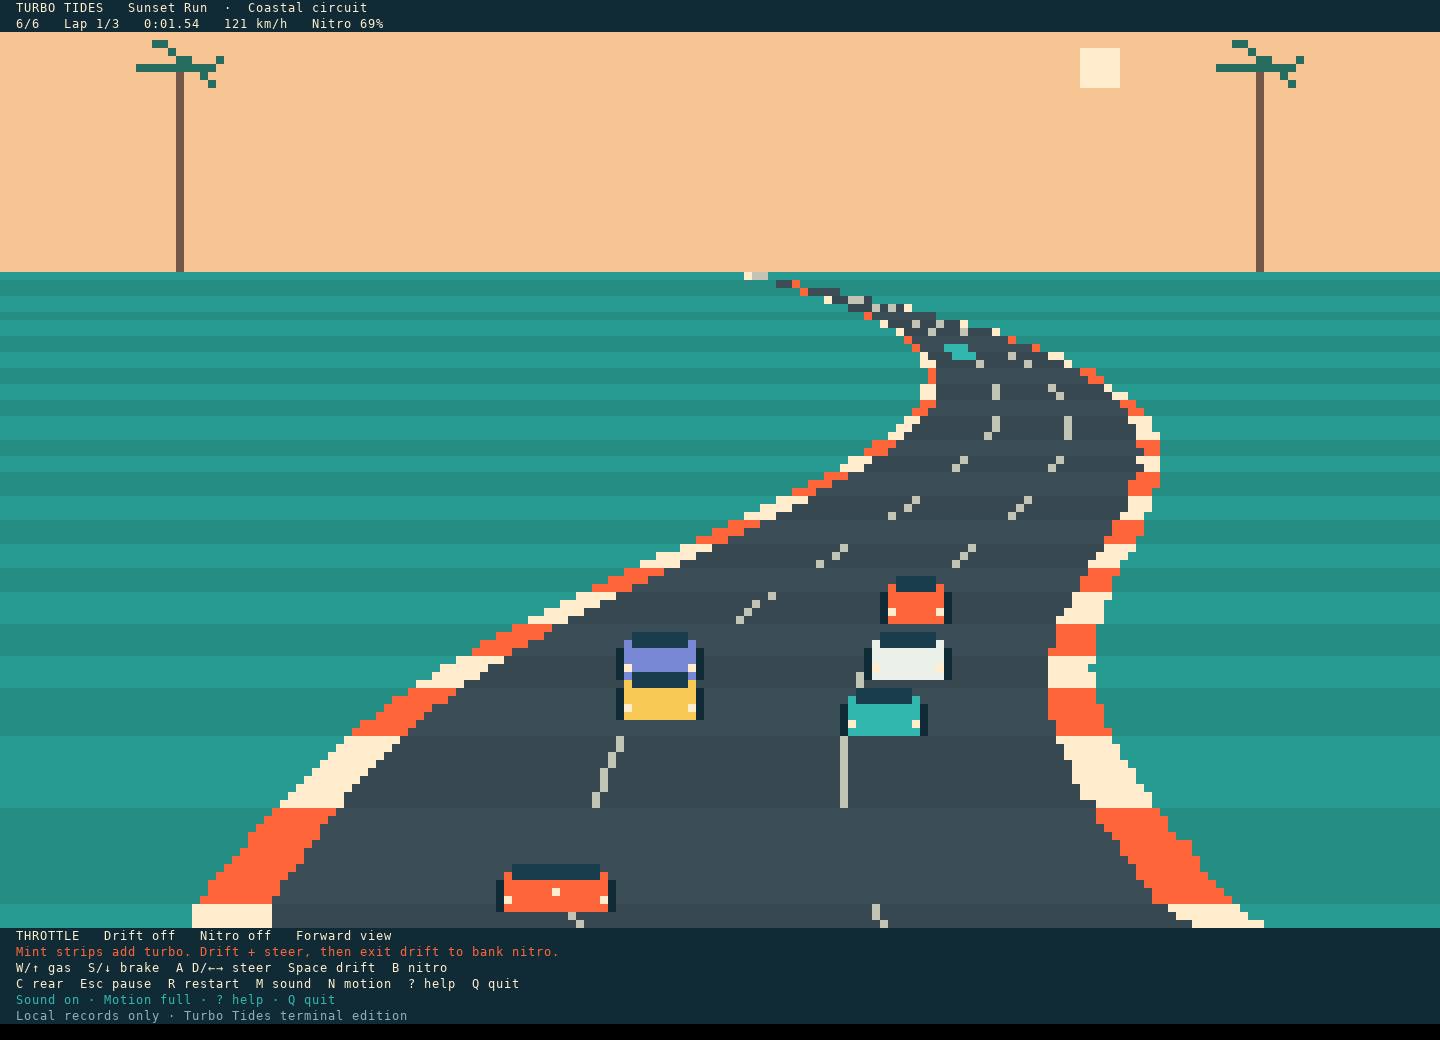 TURBO TIDES   Sunset Run  ·  Coastal circuit
6/6   Lap 1/3   0:01.54   121 km/h   Nitro 69%
THROTTLE   Drift off   Nitro off   Forward view
Mint strips add turbo. Drift + steer, then exit drift to bank nitro.
W/↑ gas  S/↓ brake  A D/←→ steer  Space drift  B nitro
C rear  Esc pause  R restart  M sound  N motion  ? help  Q quit
Sound on · Motion full · ? help · Q quit
Local records only · Turbo Tides terminal edition